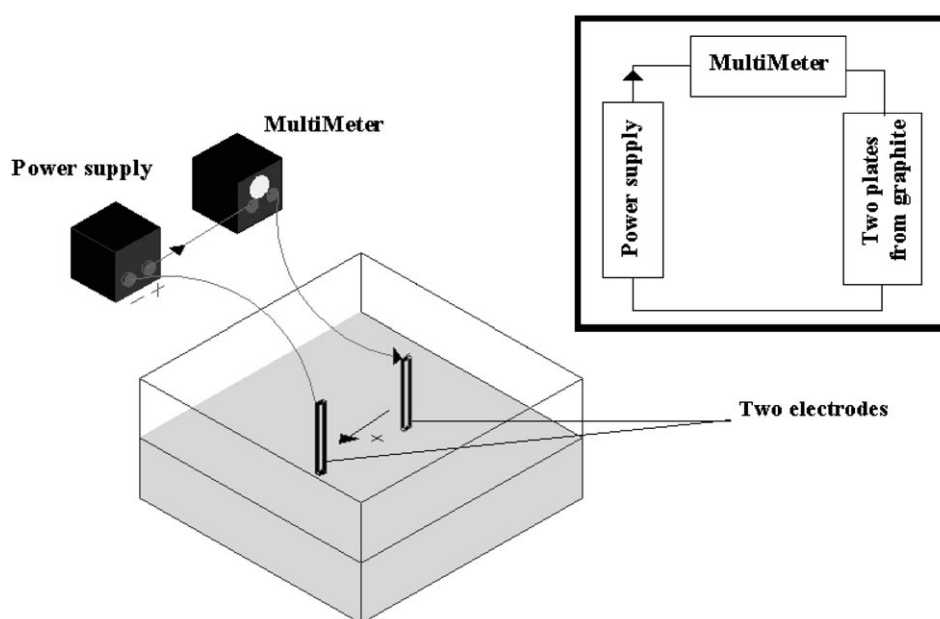 MultiMeter
Power supply
— +
x
Two electrodes
MultiMeter
Power supply
Two plates
from graphite